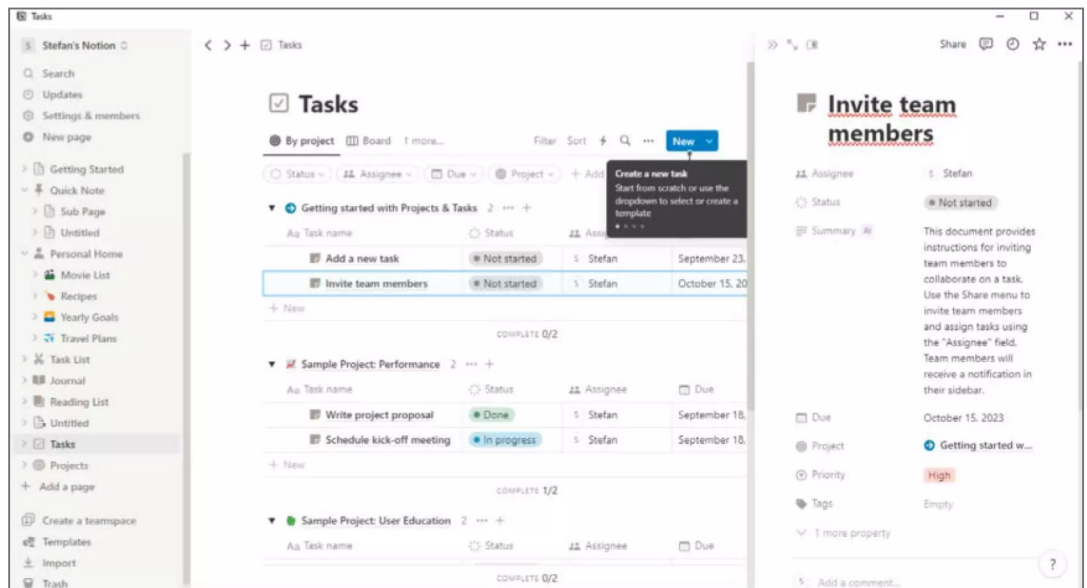 Tasks
Stefan's Notion
Search
Updates
Settings & members
New page
Getting Started
Quick Note
Sub Page
Untitled
Personal Home
Movie List
Recipes
Yearly Goals
Travel Plans
Task List
Journal
Reading List
Untitled
Tasks
Projects
Add a page
Create a teamspace
Templates
Import
Trash
Tasks
Tasks
By project Board 1 more...
Filter Sort New
Status Assignee Due Project + Add
Create a new task
Start from scratch or use the
dropdown to select or create a
template
Getting started with Projects & Tasks 2
Aa Task name Status
Add a new task Not started S Stefan September 23,
Invite team members Not started S Stefan October 15, 20
+ New
COMPLETE 0/2
Sample Project: Performance 2
Aa Task name Status Assignee Due
Write project proposal Done S Stefan September 18,
Schedule kick-off meeting In progress S Stefan September 18,
+ New
COMPLETE 1/2
Sample Project: User Education 2
Aa Task name Status Assignee Due
COMPLETE 0/2
Share
Invite team
members
Assignee S Stefan
Status Not started
Summary AI
This document provides
instructions for inviting
team members to
collaborate on a task.
Use the Share menu to
invite team members
and assign tasks using
the "Assignee" field.
Team members will
receive a notification in
their sidebar.
Due October 15, 2023
Project Getting started w...
Priority High
Tags Empty
1 more property
S Add a comment...
?